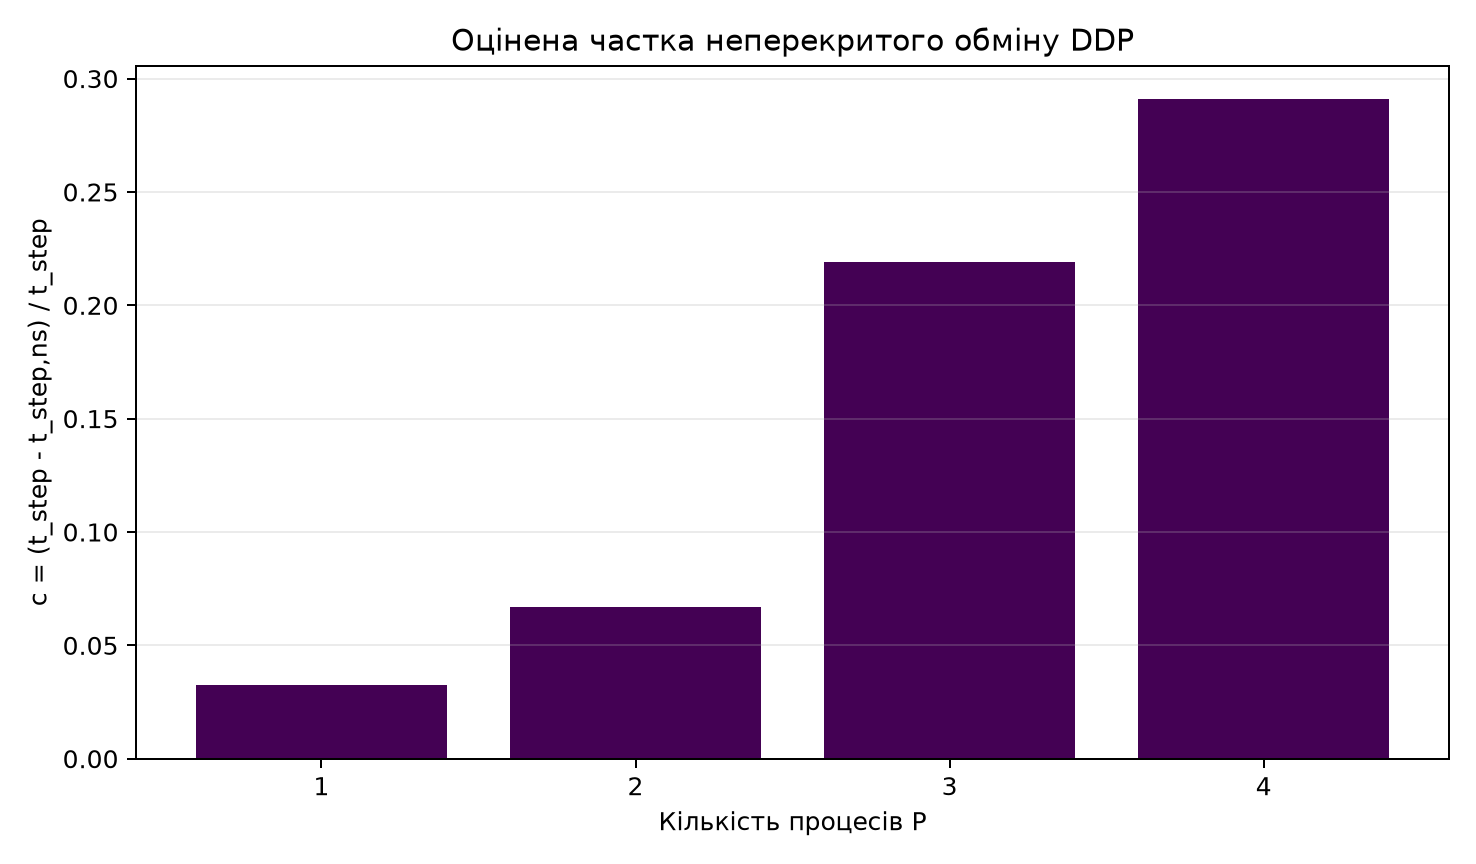 Оцінена частка неперекритого обміну DDP
c = (t_step - t_step,ns) / t_step
0.30
0.25
0.20
0.15
0.10
0.05
0.00
1 2 3 4
Кількість процесів P